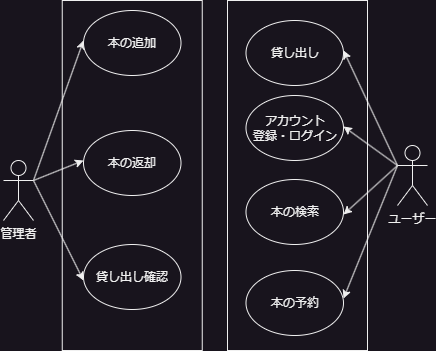 本の追加
本の返却
貸し出し確認
管理者
貸し出し
アカウント
登録・ログイン
本の検索
本の予約
ユーザー